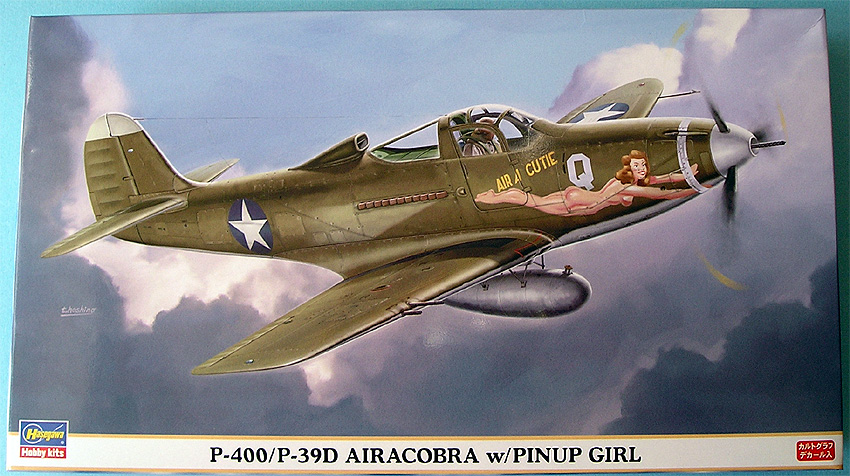 AIR A CUTIE
Q
Hasegawa
Hobby kits
P-400/P-39D AIRACOBRA w/PINUP GIRL
カルトグラフ
デカール入